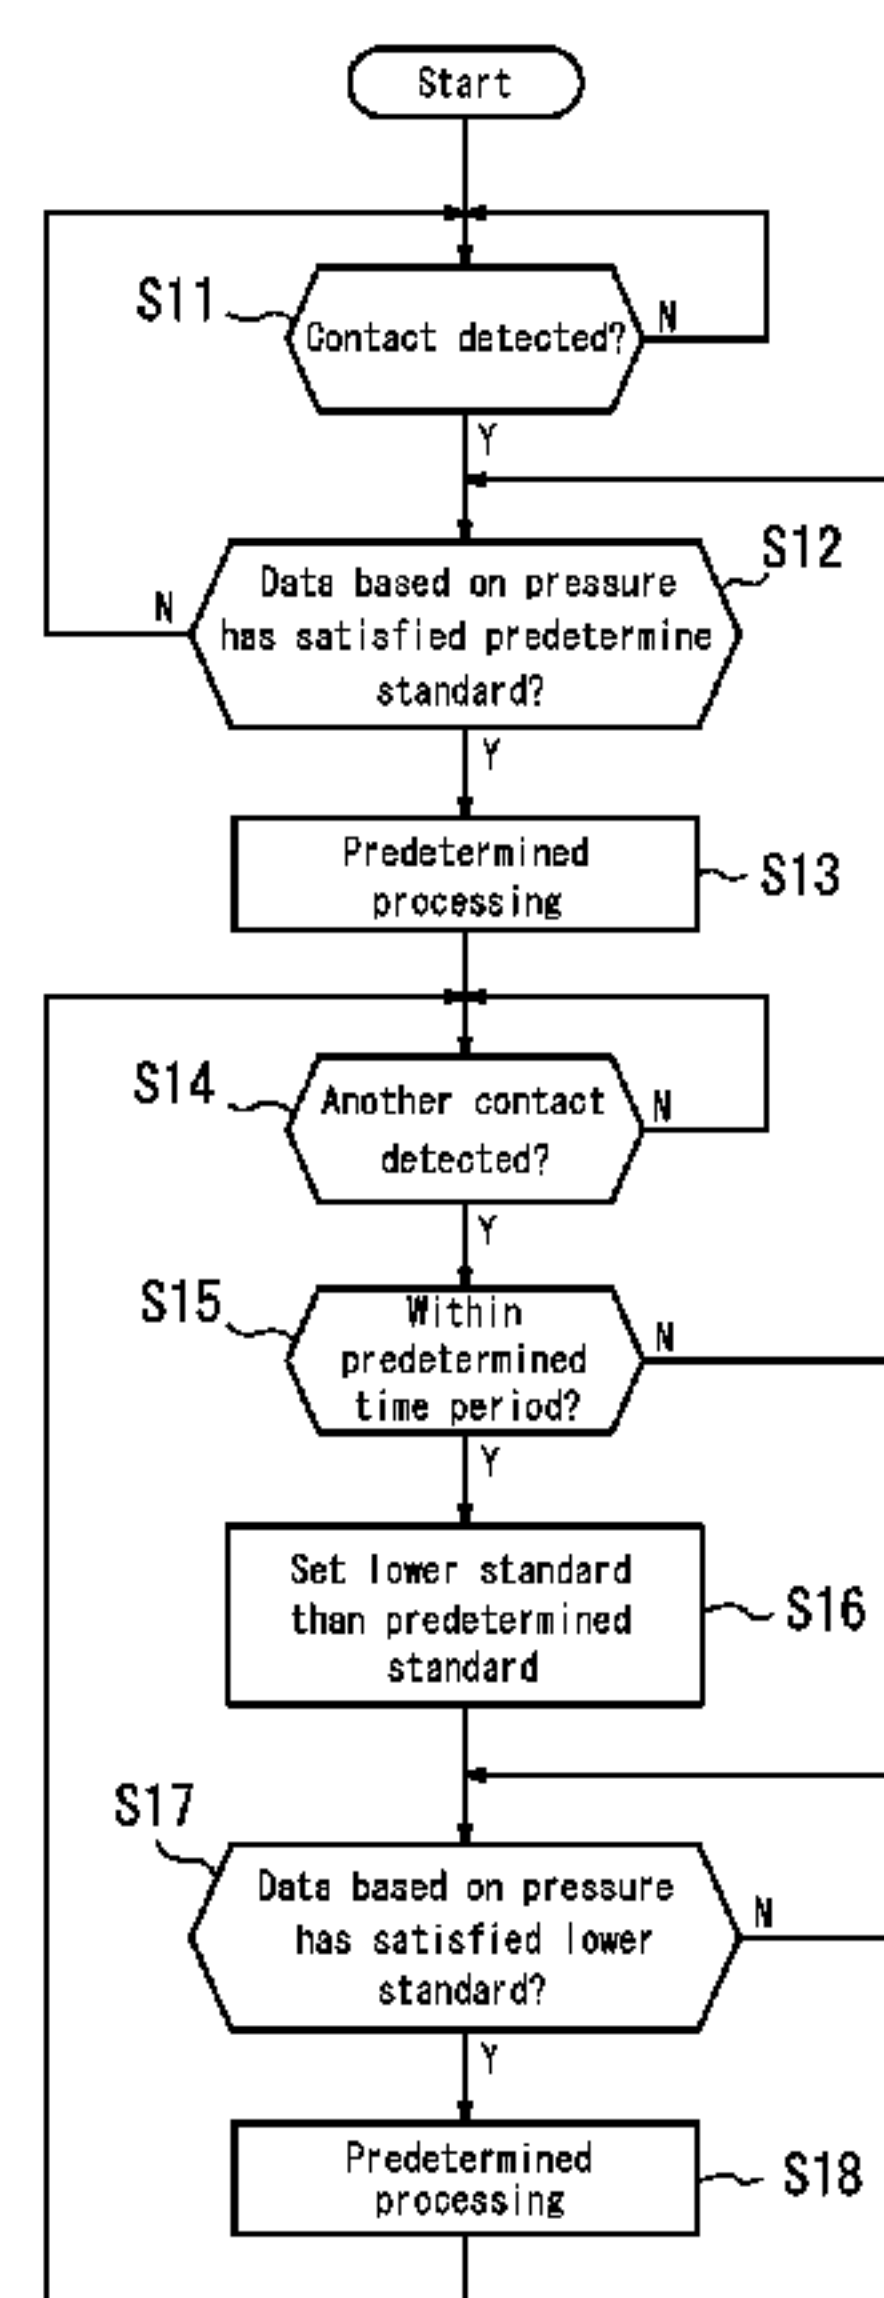 Start
S11
Contact detected?
N
Y
S12
Data based on pressure
has satisfied predetermine
standard?
N
Y
Predetermined
processing
S13
S14
Another contact
detected?
N
Y
S15
Within
predetermined
time period?
N
Y
Set lower standard
than predetermined
standard
S16
S17
Data based on pressure
has satisfied lower
standard?
N
Y
Predetermined
processing
S18